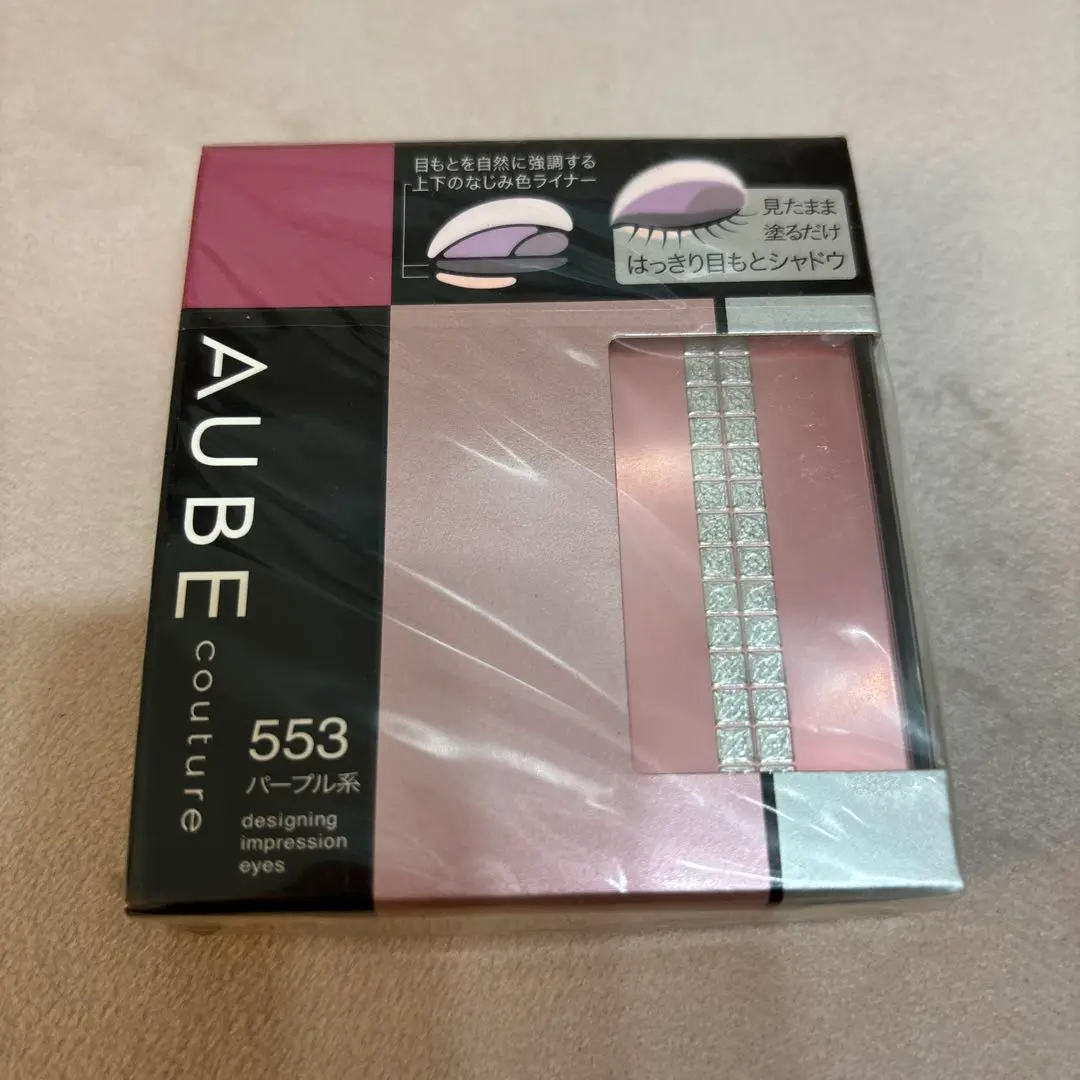 目もとを自然に強調する
上下のなじみ色ライナー
見たまま
塗るだけ
はっきり目もとシャドウ
AUBE
couture
553
パープル系
designing
impression
eyes